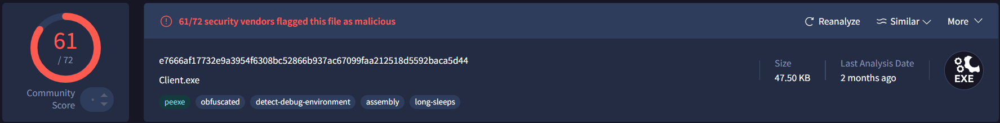 61
/ 72
Community
Score
61/72 security vendors flagged this file as malicious
Reanalyze
Similar
More
e7666af17732e9a3954f6308bc52866b937ac67099faa212518d5592baca5d44
Client.exe
peexe
obfuscated
detect-debug-environment
assembly
long-sleeps
Size
47.50 KB
Last Analysis Date
2 months ago
EXE